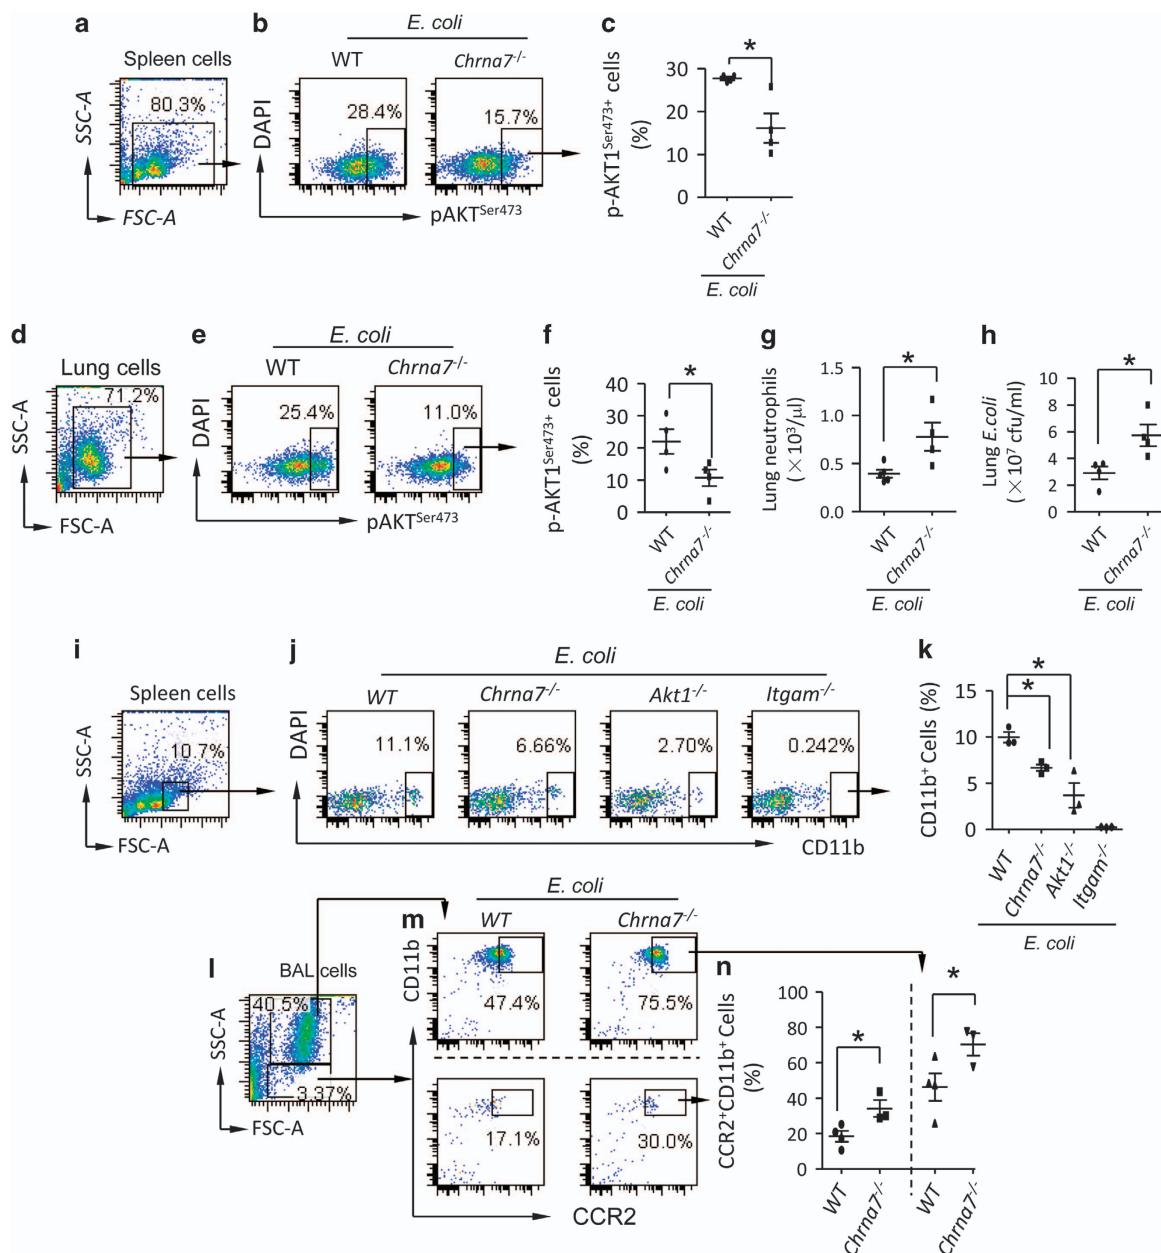 a
b
E. coli
c
Spleen cells
WT
Chrna7-/-
*
SSC-A
80.3%
DAPI
28.4%
15.7%
p-AKT1Ser473+ cells
(%)
30
20
10
0
FSC-A
pAKTSer473
WT
Chrna7-/-
E. coli
d
e
E. coli
f
g
h
Lung cells
WT
Chrna7-/-
*
*
*
SSC-A
71.2%
DAPI
25.4%
11.0%
p-AKT1Ser473+ cells
(%)
40
30
20
10
0
Lung neutrophils
(×10³/μl)
1.5
1.0
0.5
0.0
Lung E.coli
(×10⁷ cfu/ml)
10
8
6
4
2
0
FSC-A
pAKTSer473
WT
Chrna7-/-
E. coli
WT
Chrna7-/-
E. coli
WT
Chrna7-/-
E. coli
i
j
E. coli
k
Spleen cells
WT
Chrna7-/-
Akt1-/-
Itgam-/-
*
*
SSC-A
10.7%
DAPI
11.1%
6.66%
2.70%
0.242%
CD11b+ Cells (%)
15
10
5
0
FSC-A
CD11b
WT
Chrna7-/-
Akt1-/-
Itgam-/-
E. coli
E. coli
m
WT
Chrna7-/-
l
BAL cells
CD11b
n
SSC-A
40.5%
47.4%
75.5%
CCR2+CD11b+ Cells
(%)
100
80
60
40
20
0
*
*
3.37%
FSC-A
17.1%
30.0%
CCR2
WT
Chrna7-/-
WT
Chrna7-/-